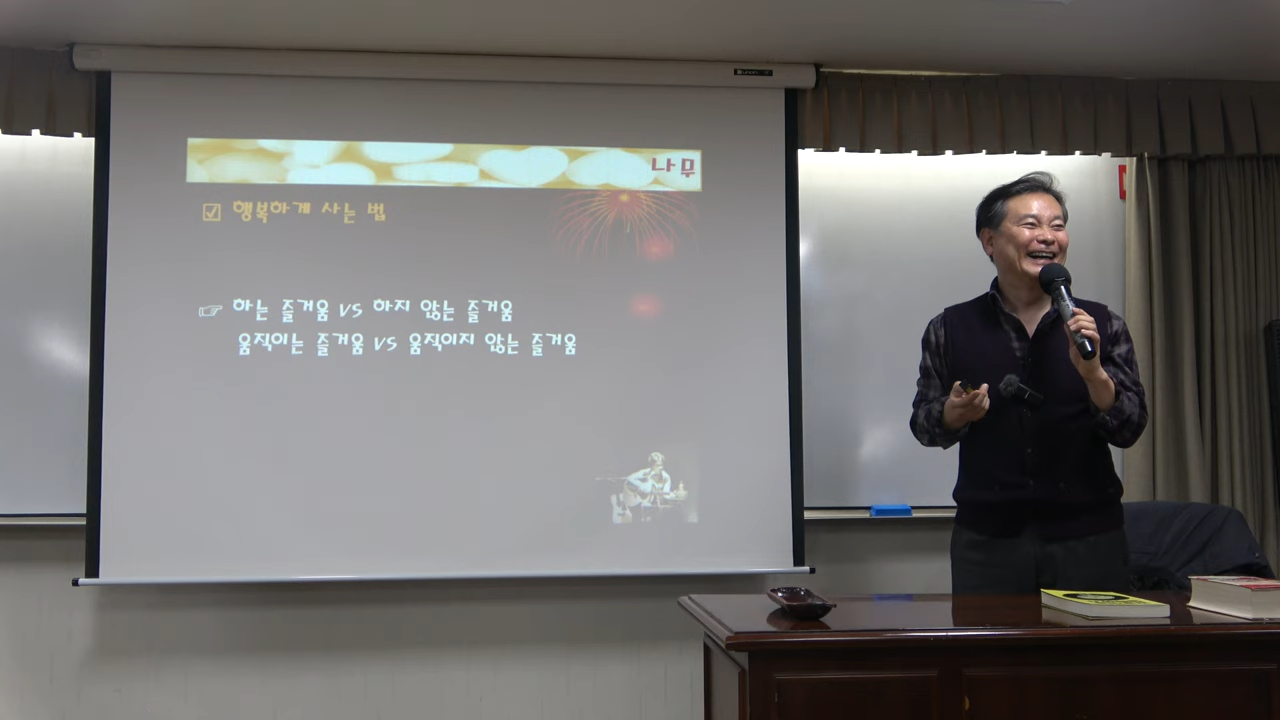 나무
☑ 행복하게 사는 법
☞ 하는 즐거움 vs 하지 않는 즐거움
움직이는 즐거움 vs 움직이지 않는 즐거움